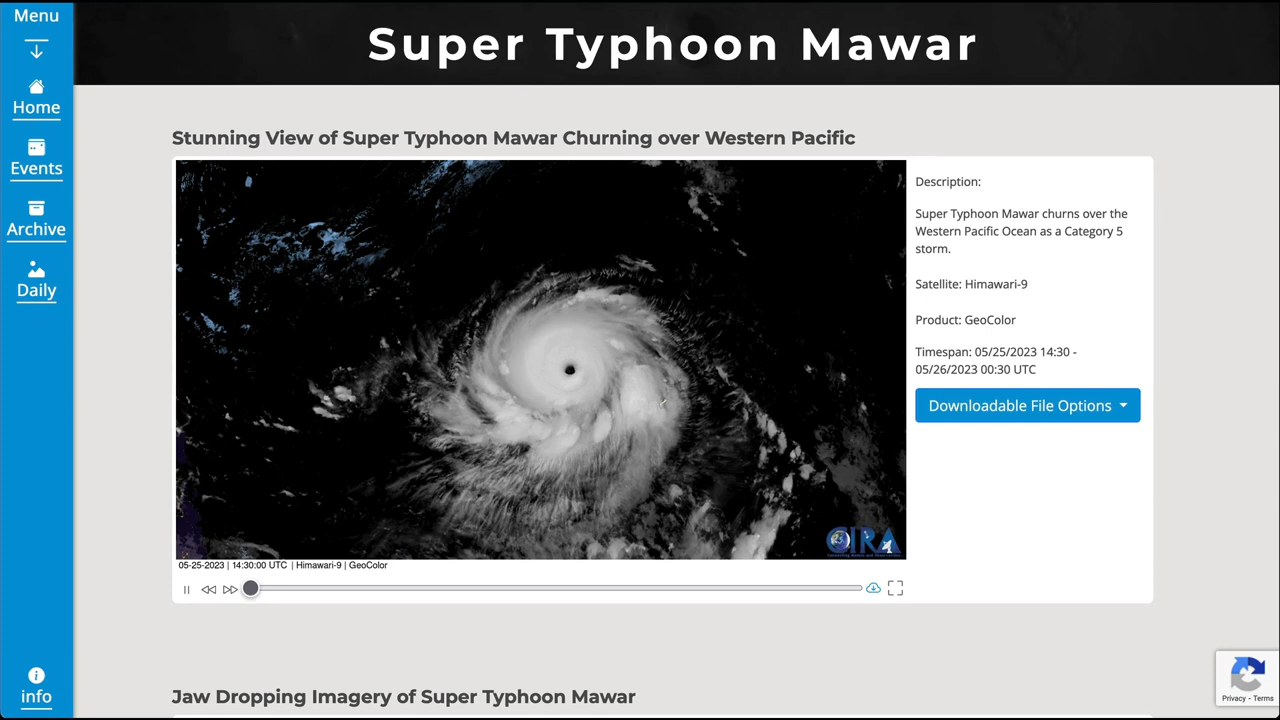 Menu
Super Typhoon Mawar
Home
Events
Archive
Daily
info
Stunning View of Super Typhoon Mawar Churning over Western Pacific
CIRA
05-25-2023 | 14:30:00 UTC | Himawari-9 | GeoColor
Description:
Super Typhoon Mawar churns over the
Western Pacific Ocean as a Category 5
storm.
Satellite: Himawari-9
Product: GeoColor
Timespan: 05/25/2023 14:30 -
05/26/2023 00:30 UTC
Downloadable File Options
Jaw Dropping Imagery of Super Typhoon Mawar
Privacy - Terms